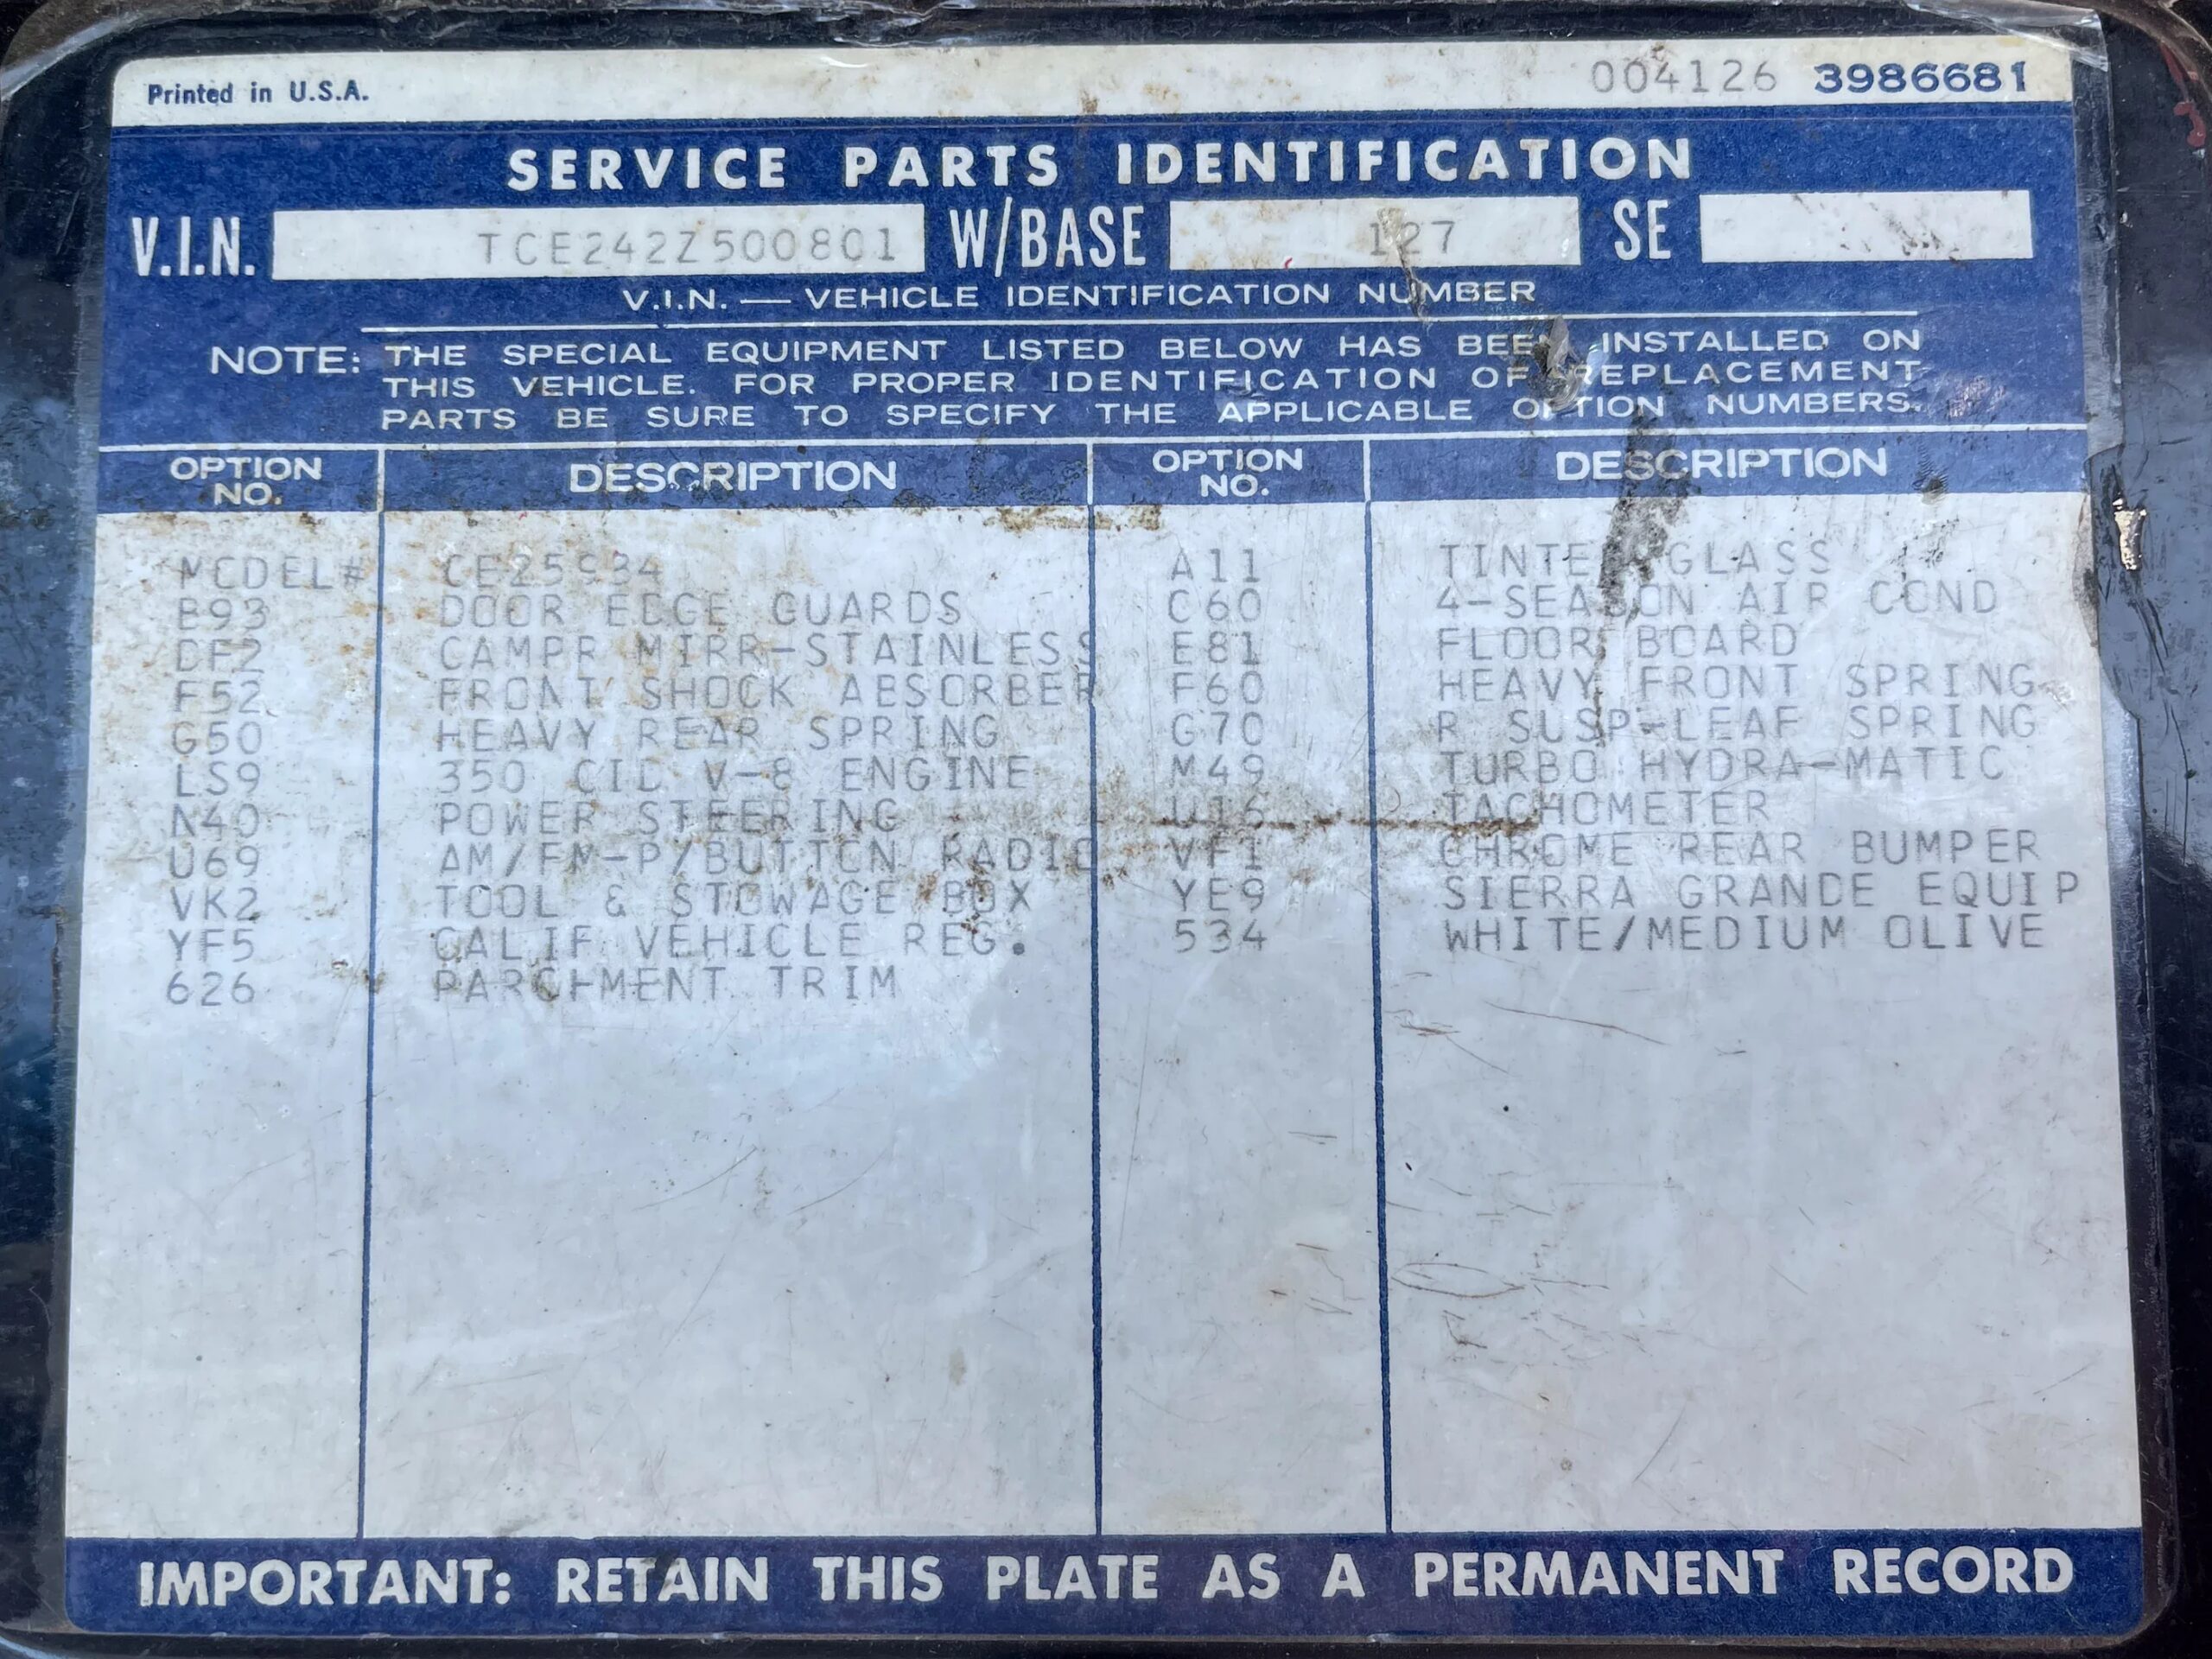 Printed in U.S.A. 004126 3986681
SERVICE PARTS IDENTIFICATION
V.I.N. TCE242Z500801 W/BASE 127 SE
V.I.N. — VEHICLE IDENTIFICATION NUMBER
NOTE: THE SPECIAL EQUIPMENT LISTED BELOW HAS BEEN INSTALLED ON
THIS VEHICLE. FOR PROPER IDENTIFICATION OF REPLACEMENT
PARTS BE SURE TO SPECIFY THE APPLICABLE OPTION NUMBERS.
OPTION NO. DESCRIPTION OPTION NO. DESCRIPTION
MODEL# CE25934 A11 TINTED GLASS
B93 DOOR EDGE GUARDS C60 4-SEASON AIR COND
DF2 CAMPR MIRR-STAINLESS E81 FLOOR BOARD
F52 FRONT SHOCK ABSORBER F60 HEAVY FRONT SPRING
G50 HEAVY REAR SPRING G70 R SUSP-LEAF SPRING
LS9 350 CID V-8 ENGINE M49 TURBO HYDRA-MATIC
N40 POWER STEERING U16 TACHOMETER
U69 AM/FM-P/BUTTON RADIO VF1 CHROME REAR BUMPER
VK2 TOOL & STOWAGE BOX YE9 SIERRA GRANDE EQUIP
YF5 CALIF VEHICLE REG. 534 WHITE/MEDIUM OLIVE
626 PARCHMENT TRIM
IMPORTANT: RETAIN THIS PLATE AS A PERMANENT RECORD